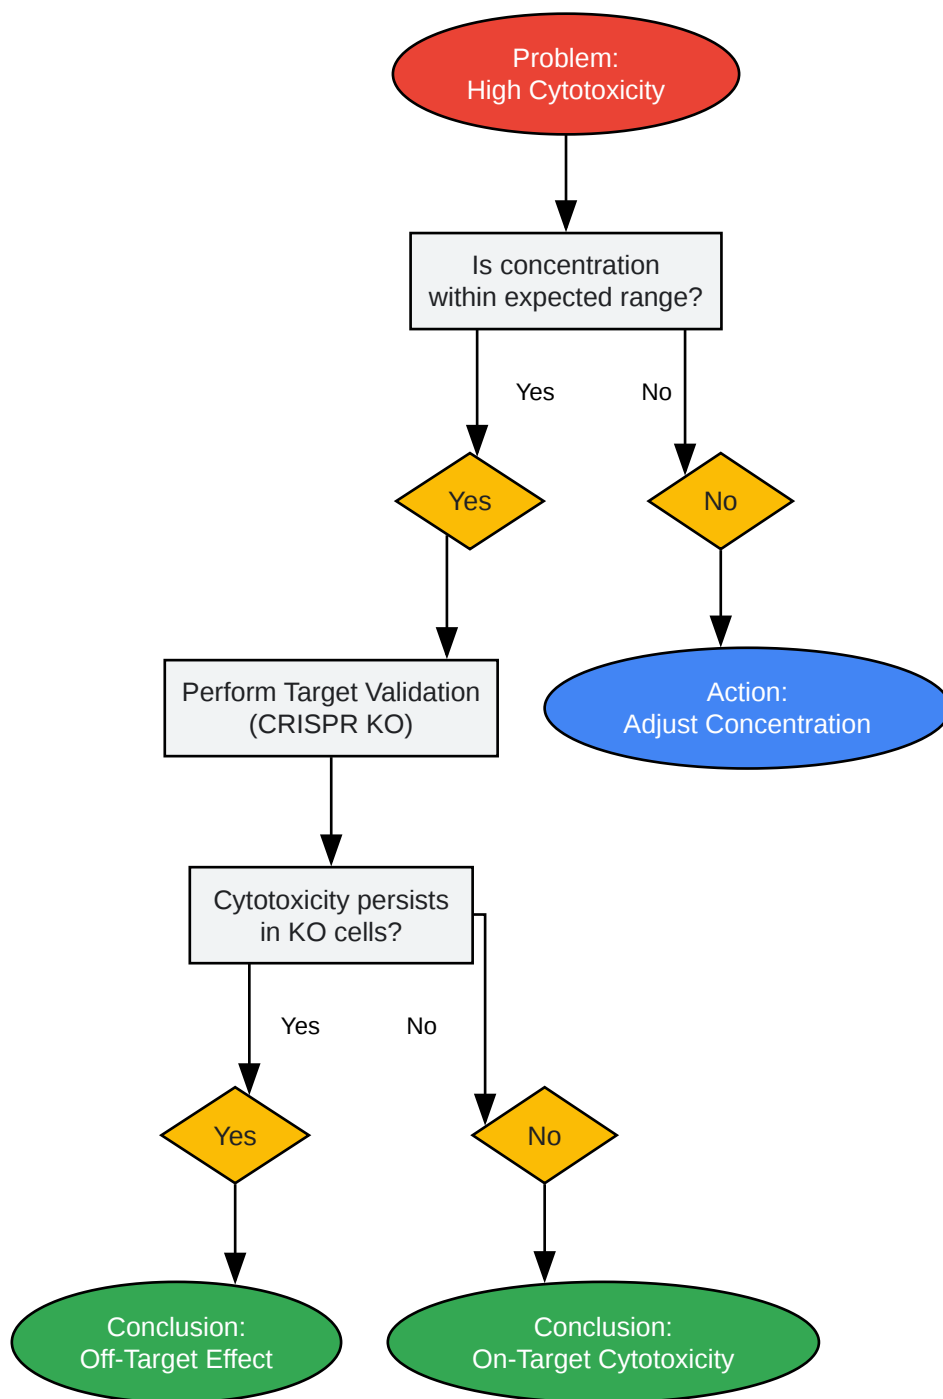 Problem:
High Cytotoxicity
Is concentration
within expected range?
Yes
No
Yes
No
Perform Target Validation
(CRISPR KO)
Action:
Adjust Concentration
Cytotoxicity persists
in KO cells?
Yes
No
Yes
No
Conclusion:
Off-Target Effect
Conclusion:
On-Target Cytotoxicity